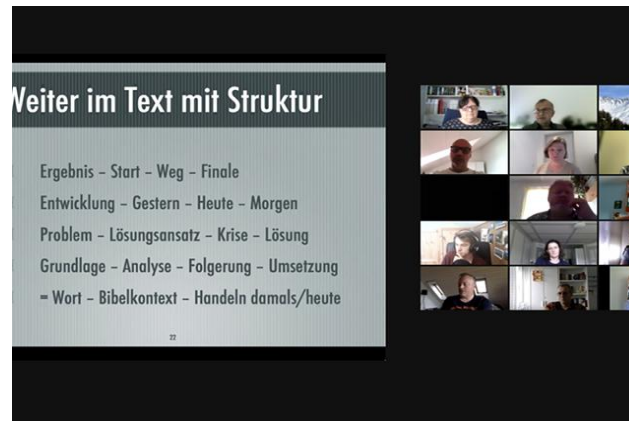 Weiter im Text mit Struktur
Ergebnis – Start – Weg – Finale
Entwicklung – Gestern – Heute – Morgen
Problem – Lösungsansatz – Krise – Lösung
Grundlage – Analyse – Folgerung – Umsetzung
= Wort – Bibelkontext – Handeln damals/heute
22